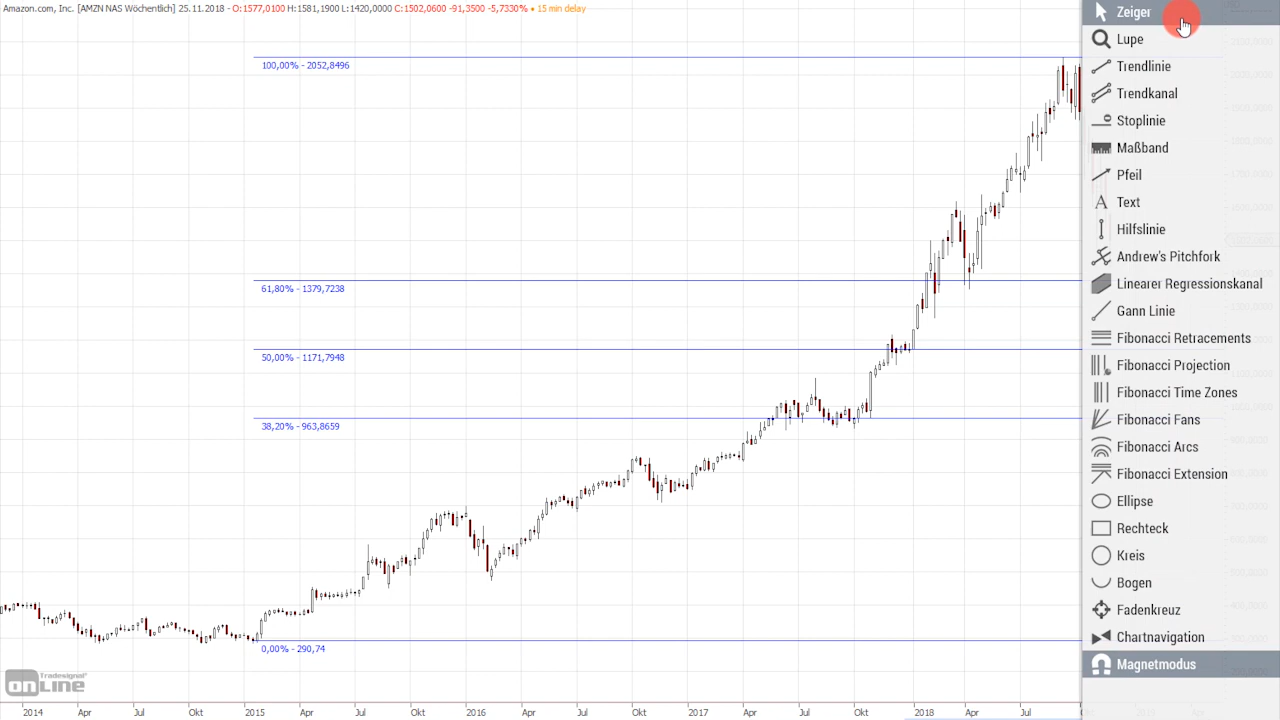 Amazon.com, Inc. [AMZN NAS Wöchentlich] 25.11.2018 - O:1577,0100 H:1581,1900 L:1420,0000 C:1502,0600 -91,3500 -5,7330% • 15 min delay
100,00% - 2052,8496
61,80% - 1379,7238
50,00% - 1171,7948
38,20% - 963,8659
0,00% - 290,74
Zeiger
Lupe
Trendlinie
Trendkanal
Stoplinie
Maßband
Pfeil
Text
Hilfslinie
Andrew's Pitchfork
Linearer Regressionskanal
Gann Linie
Fibonacci Retracements
Fibonacci Projection
Fibonacci Time Zones
Fibonacci Fans
Fibonacci Arcs
Fibonacci Extension
Ellipse
Rechteck
Kreis
Bogen
Fadenkreuz
Chartnavigation
Magnetmodus
Tradesignal®
onLine
2014 Apr Jul Okt 2015 Apr Jul Okt 2016 Apr Jul Okt 2017 Apr Jul Okt 2018 Apr Jul